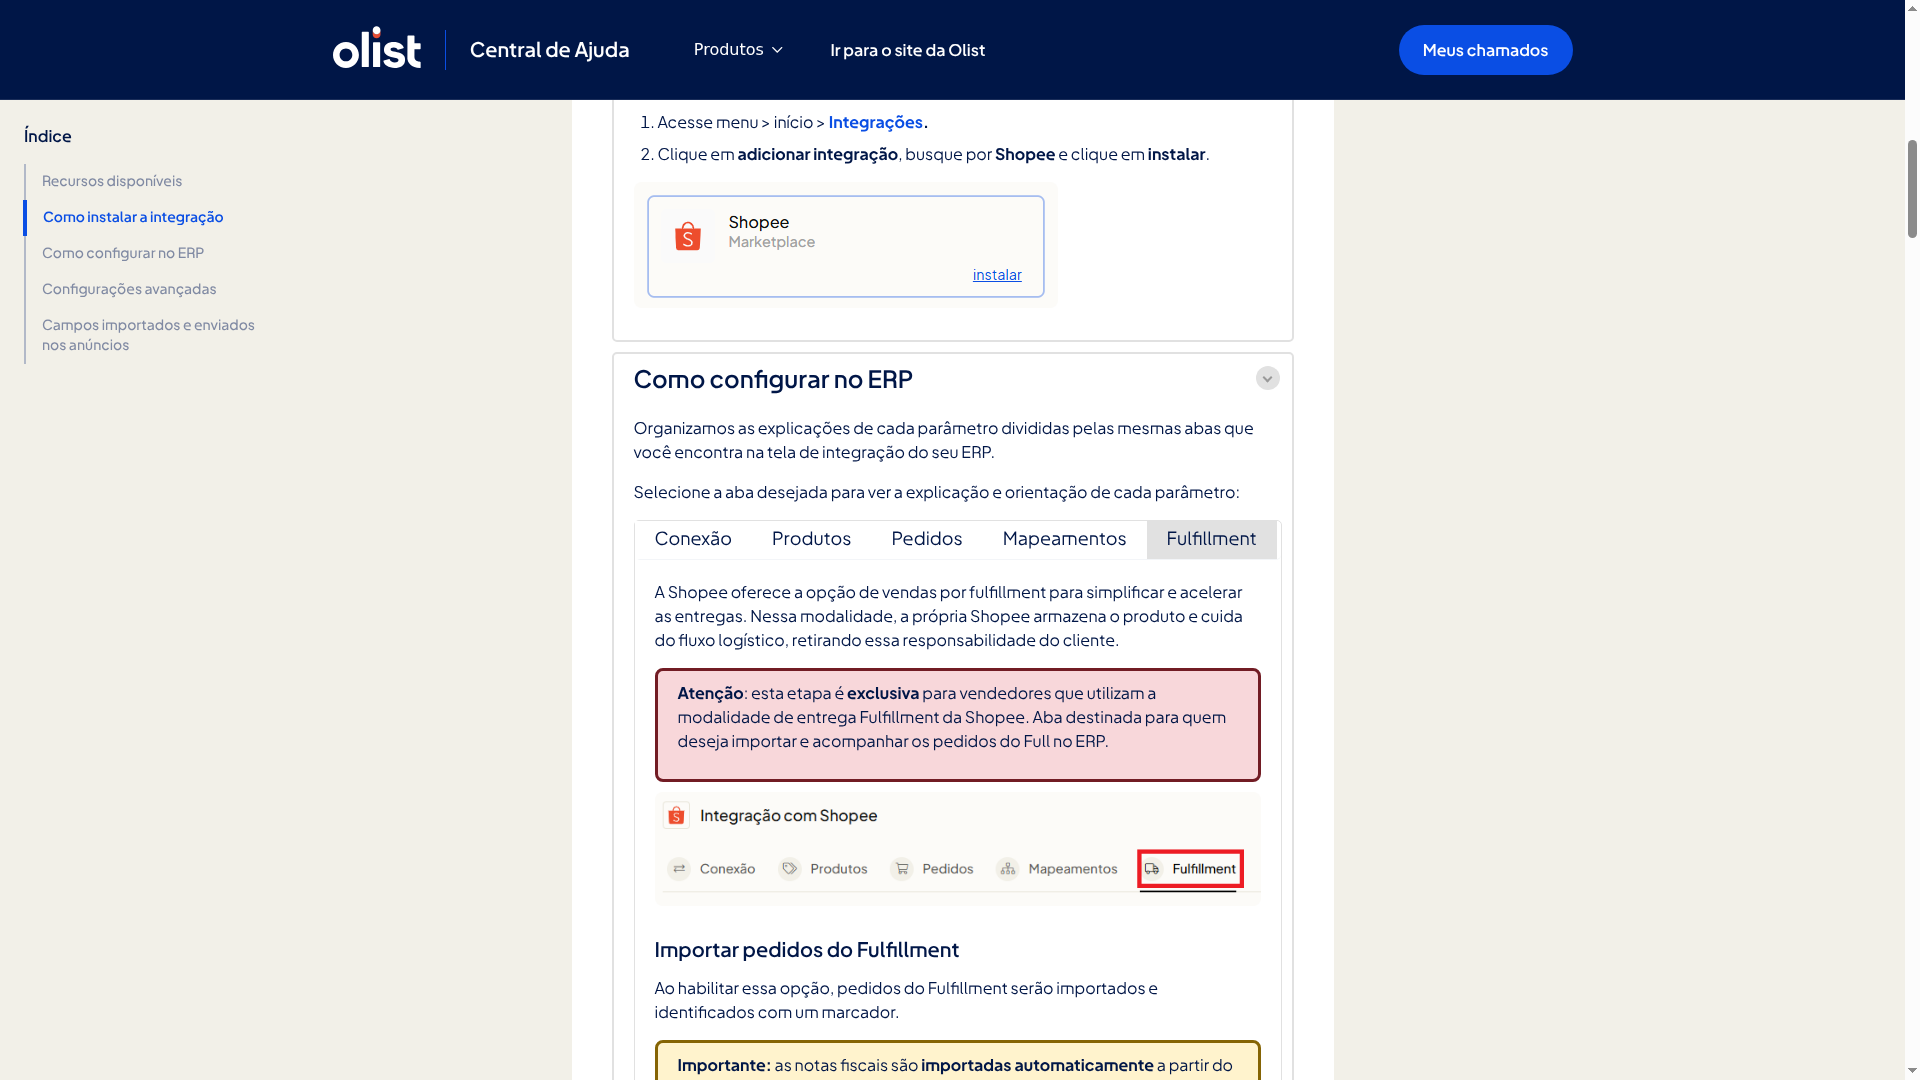 olist
Central de Ajuda
Produtos
Ir para o site da Olist
Meus chamados
Índice
Recursos disponíveis
Como instalar a integração
Como configurar no ERP
Configurações avançadas
Campos importados e enviados
nos anúncios
1. Acesse menu > início > Integrações.
2. Clique em adicionar integração, busque por Shopee e clique em instalar.
Shopee
Marketplace
instalar
Como configurar no ERP
Organizamos as explicações de cada parâmetro divididas pelas mesmas abas que
você encontra na tela de integração do seu ERP.
Selecione a aba desejada para ver a explicação e orientação de cada parâmetro:
Conexão Produtos Pedidos Mapeamentos Fulfillment
A Shopee oferece a opção de vendas por fulfillment para simplificar e acelerar
as entregas. Nessa modalidade, a própria Shopee armazena o produto e cuida
do fluxo logístico, retirando essa responsabilidade do cliente.
Atenção: esta etapa é exclusiva para vendedores que utilizam a
modalidade de entrega Fulfillment da Shopee. Aba destinada para quem
deseja importar e acompanhar os pedidos do Full no ERP.
Integração com Shopee
Conexão Produtos Pedidos Mapeamentos Fulfillment
Importar pedidos do Fulfillment
Ao habilitar essa opção, pedidos do Fulfillment serão importados e
identificados com um marcador.
Importante: as notas fiscais são importadas automaticamente a partir do